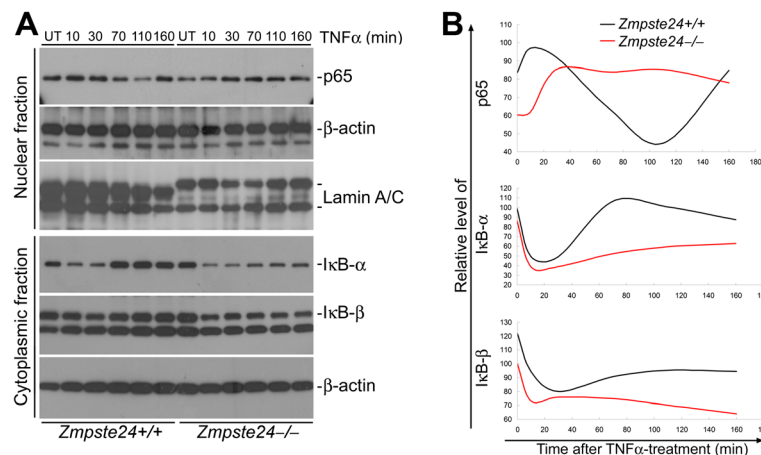 A
UT 10 30 70 110 160 UT 10 30 70 110 160 TNFα (min)
Nuclear fraction
-p65
-β-actin
Lamin A/C
Cytoplasmic fraction
-IκB-α
-IκB-β
-β-actin
Zmpste24+/+ Zmpste24–/–
B
Zmpste24+/+
Zmpste24–/–
Relative level of
p65
100
90
80
70
60
50
40
0 20 40 60 80 100 120 140 160 180
IκB-α
120
110
100
90
80
70
60
50
40
30
20
0 20 40 60 80 100 120 140 160 180
IκB-β
130
120
110
100
90
80
70
60
0 20 40 60 80 100 120 140 160 180
Time after TNFα-treatment (min)